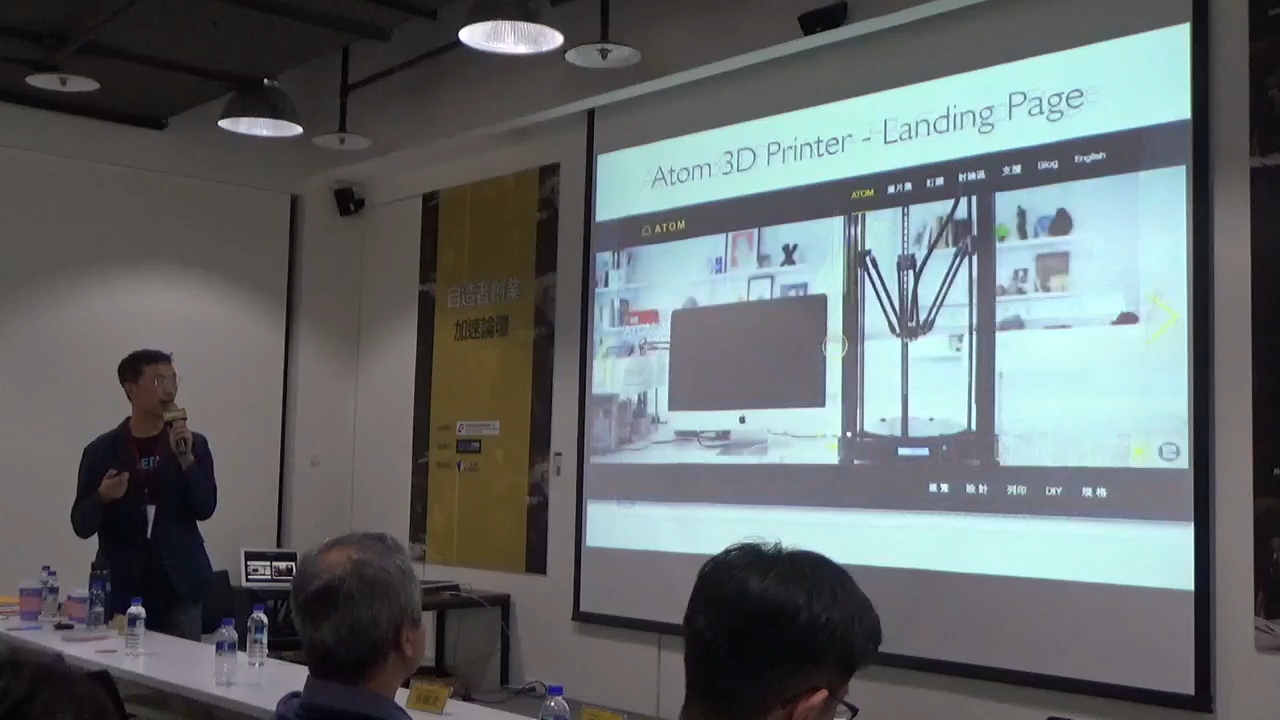 Atom 3D Printer - Landing Page
ATOM
ATOM 圖片集 訂購 討論區 支援 Blog English
總覽 設計 列印 DIY 規格
自造者創業
加速論壇